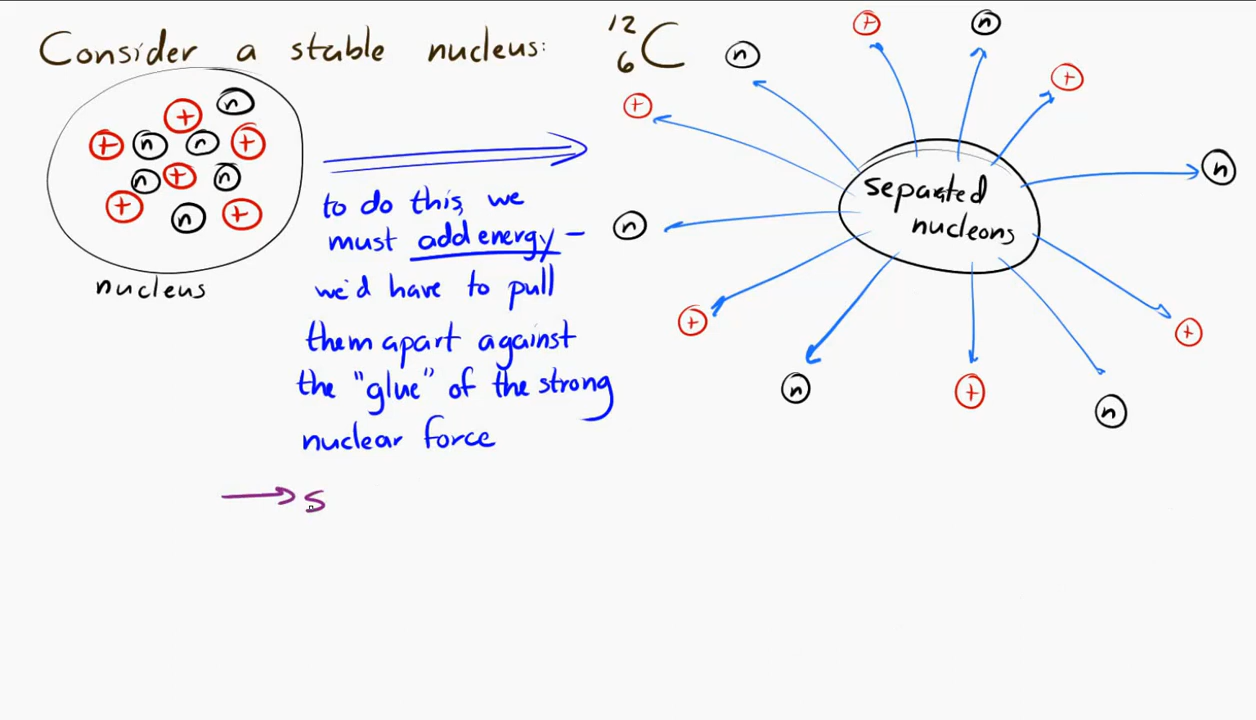 Consider a stable nucleus:
12
6 C
+ n
+ n n +
n + n
+ n +
nucleus
to do this, we
must add energy –
we'd have to pull
them apart against
the "glue" of the strong
nuclear force
→ s
+ n
n +
+
n
n
+
+
n + n
separated
nucleons